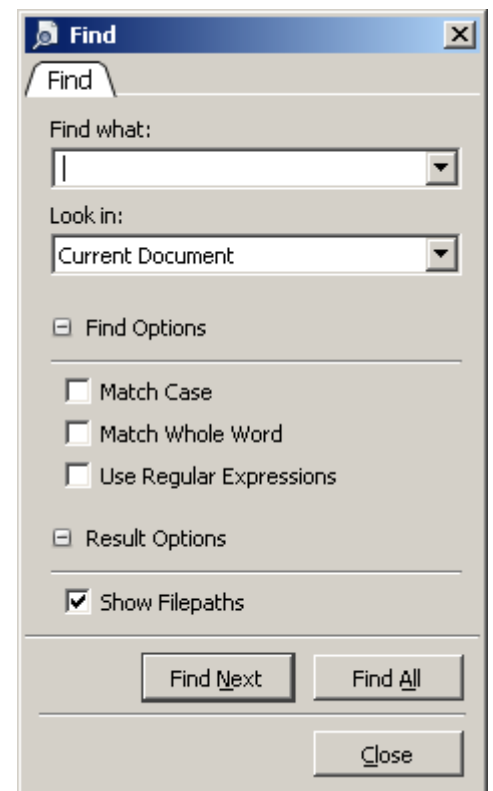 Find
Find
Find what:
Look in:
Current Document
Find Options
Match Case
Match Whole Word
Use Regular Expressions
Result Options
Show Filepaths
Find Next Find All
Close